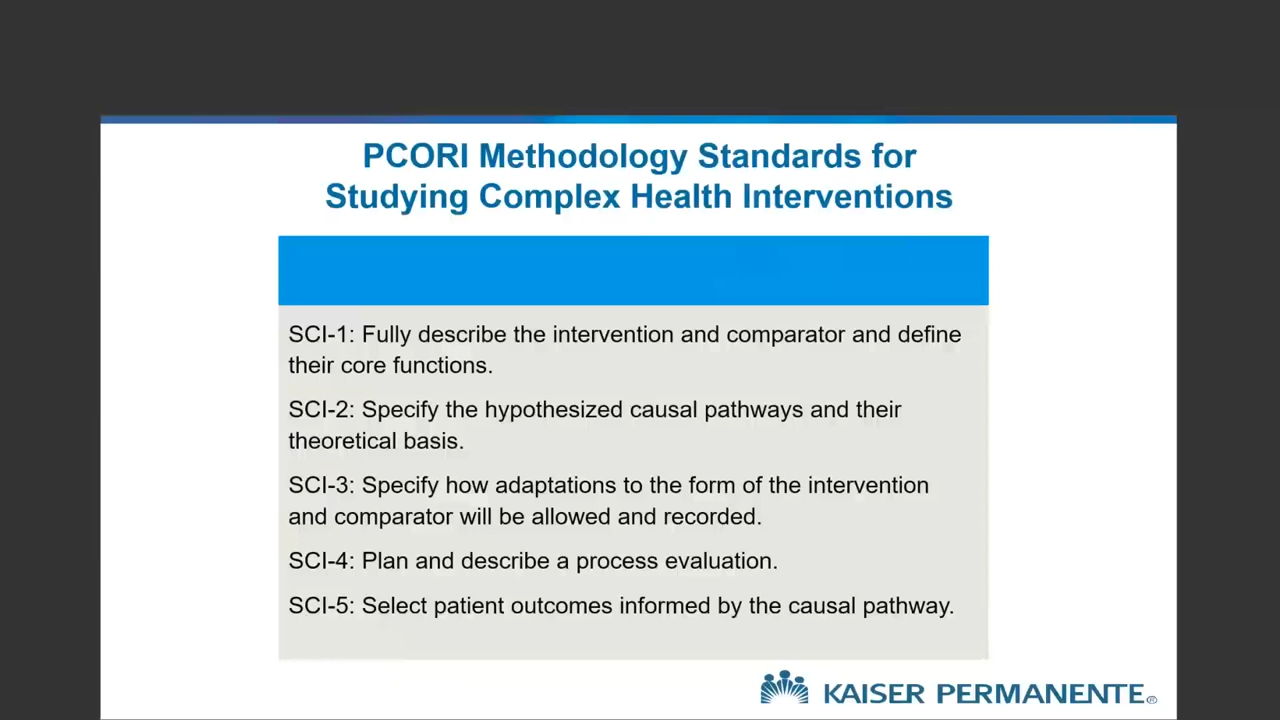 PCORI Methodology Standards for
Studying Complex Health Interventions
SCI-1: Fully describe the intervention and comparator and define
their core functions.
SCI-2: Specify the hypothesized causal pathways and their
theoretical basis.
SCI-3: Specify how adaptations to the form of the intervention
and comparator will be allowed and recorded.
SCI-4: Plan and describe a process evaluation.
SCI-5: Select patient outcomes informed by the causal pathway.
KAISER PERMANENTE®